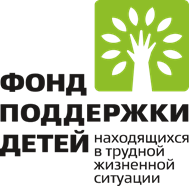 ФОНД
ПОДДЕРЖКИ
ДЕТЕЙ
находящихся
в трудной
жизненной
ситуации